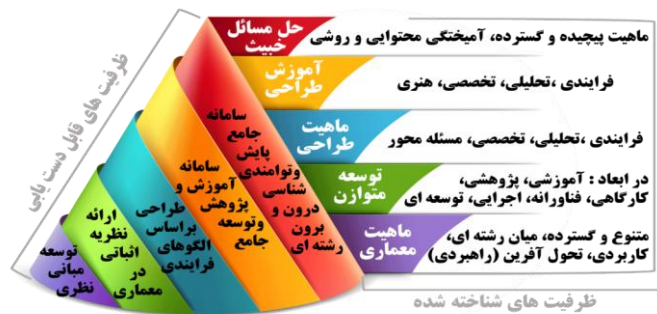 حل مسائل
خبیث
ماهیت پیچیده و گسترده، آمیختگی محتوایی و روشی
آموزش
طراحی
فرایندی ،تحلیلی، تخصصی، هنری
ماهیت
طراحی
فرایندی ،تحلیلی، تخصصی، مسئله محور
توسعه
متوازن
در ابعاد : آموزشی، پژوهشی،
کارگاهی، فناورانه، اجرایی، توسعه ای
ماهیت
معماری
متنوع و گسترده، میان رشته ای،
کاربردی، تحول آفرین (راهبردی)
ظرفیت های شناخته شده
سامانه
جامع
پایش
وتوانمندی
شناسی
درون و
برون
رشته ای
سامانه
آموزش و
پژوهش
وتوسعه
جامع
طراحی
براساس
الگوهای
فرایندی
ارائه
نظریه
اثباتی
در
معماری
توسعه
مبانی
نظری
ظرفیت های قابل دست یابی